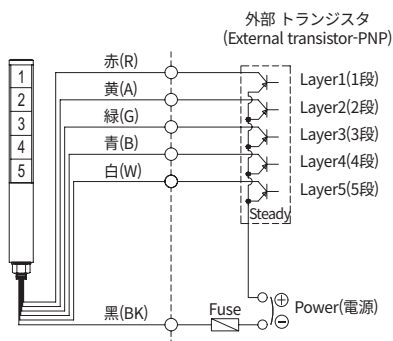 外部 トランジスタ
(External transistor-PNP)
赤(R)
黄(A)
緑(G)
青(B)
白(W)
Layer1(1段)
Layer2(2段)
Layer3(3段)
Layer4(4段)
Layer5(5段)
1
2
3
4
5
Steady
黒(BK)
Fuse
Power(電源)